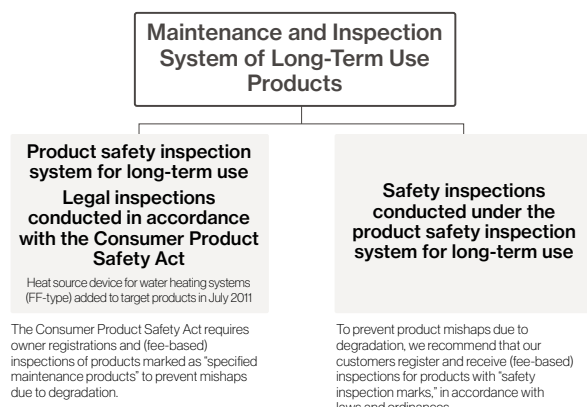 Maintenance and Inspection
System of Long-Term Use
Products
Product safety inspection
system for long-term use
Legal inspections
conducted in accordance
with the Consumer Product
Safety Act
Heat source device for water heating systems
(FF-type) added to target products in July 2011
The Consumer Product Safety Act requires
owner registrations and (fee-based)
inspections of products marked as "specified
maintenance products" to prevent mishaps
due to degradation.
Safety inspections
conducted under the
product safety inspection
system for long-term use
To prevent product mishaps due to
degradation, we recommend that our
customers register and receive (fee-based)
inspections for products with "safety
inspection marks," in accordance with
laws and ordinances.